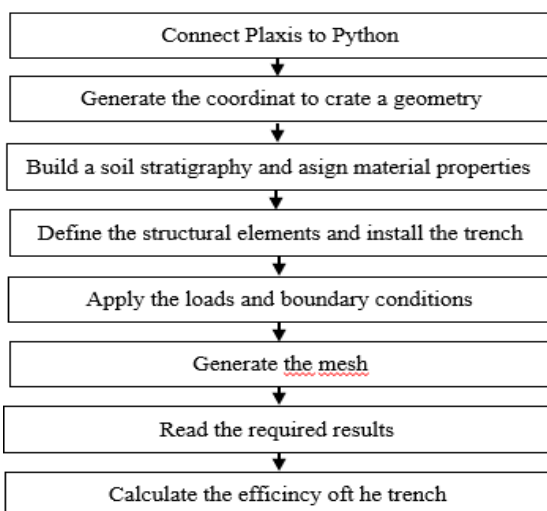 Connect Plaxis to Python
Generate the coordinat to crate a geometry
Build a soil stratigraphy and asign material properties
Define the structural elements and install the trench
Apply the loads and boundary conditions
Generate the mesh
Read the required results
Calculate the efficincy oft he trench